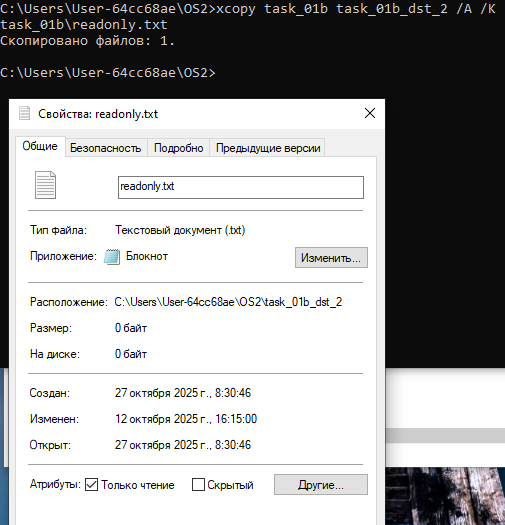 C:\Users\User-64cc68ae\OS2>xcopy task_01b task_01b_dst_2 /A /K
task_01b\readonly.txt
Скопировано файлов: 1.
C:\Users\User-64cc68ae\OS2>
Свойства: readonly.txt
Общие Безопасность Подробно Предыдущие версии
readonly.txt
Тип файла: Текстовый документ (.txt)
Приложение: Блокнот Изменить...
Расположение: C:\Users\User-64cc68ae\OS2\task_01b_dst_2
Размер: 0 байт
На диске: 0 байт
Создан: 27 октября 2025 г., 8:30:46
Изменен: 12 октября 2025 г., 16:15:00
Открыт: 27 октября 2025 г., 8:30:46
Атрибуты: Только чтение Скрытый Другие...